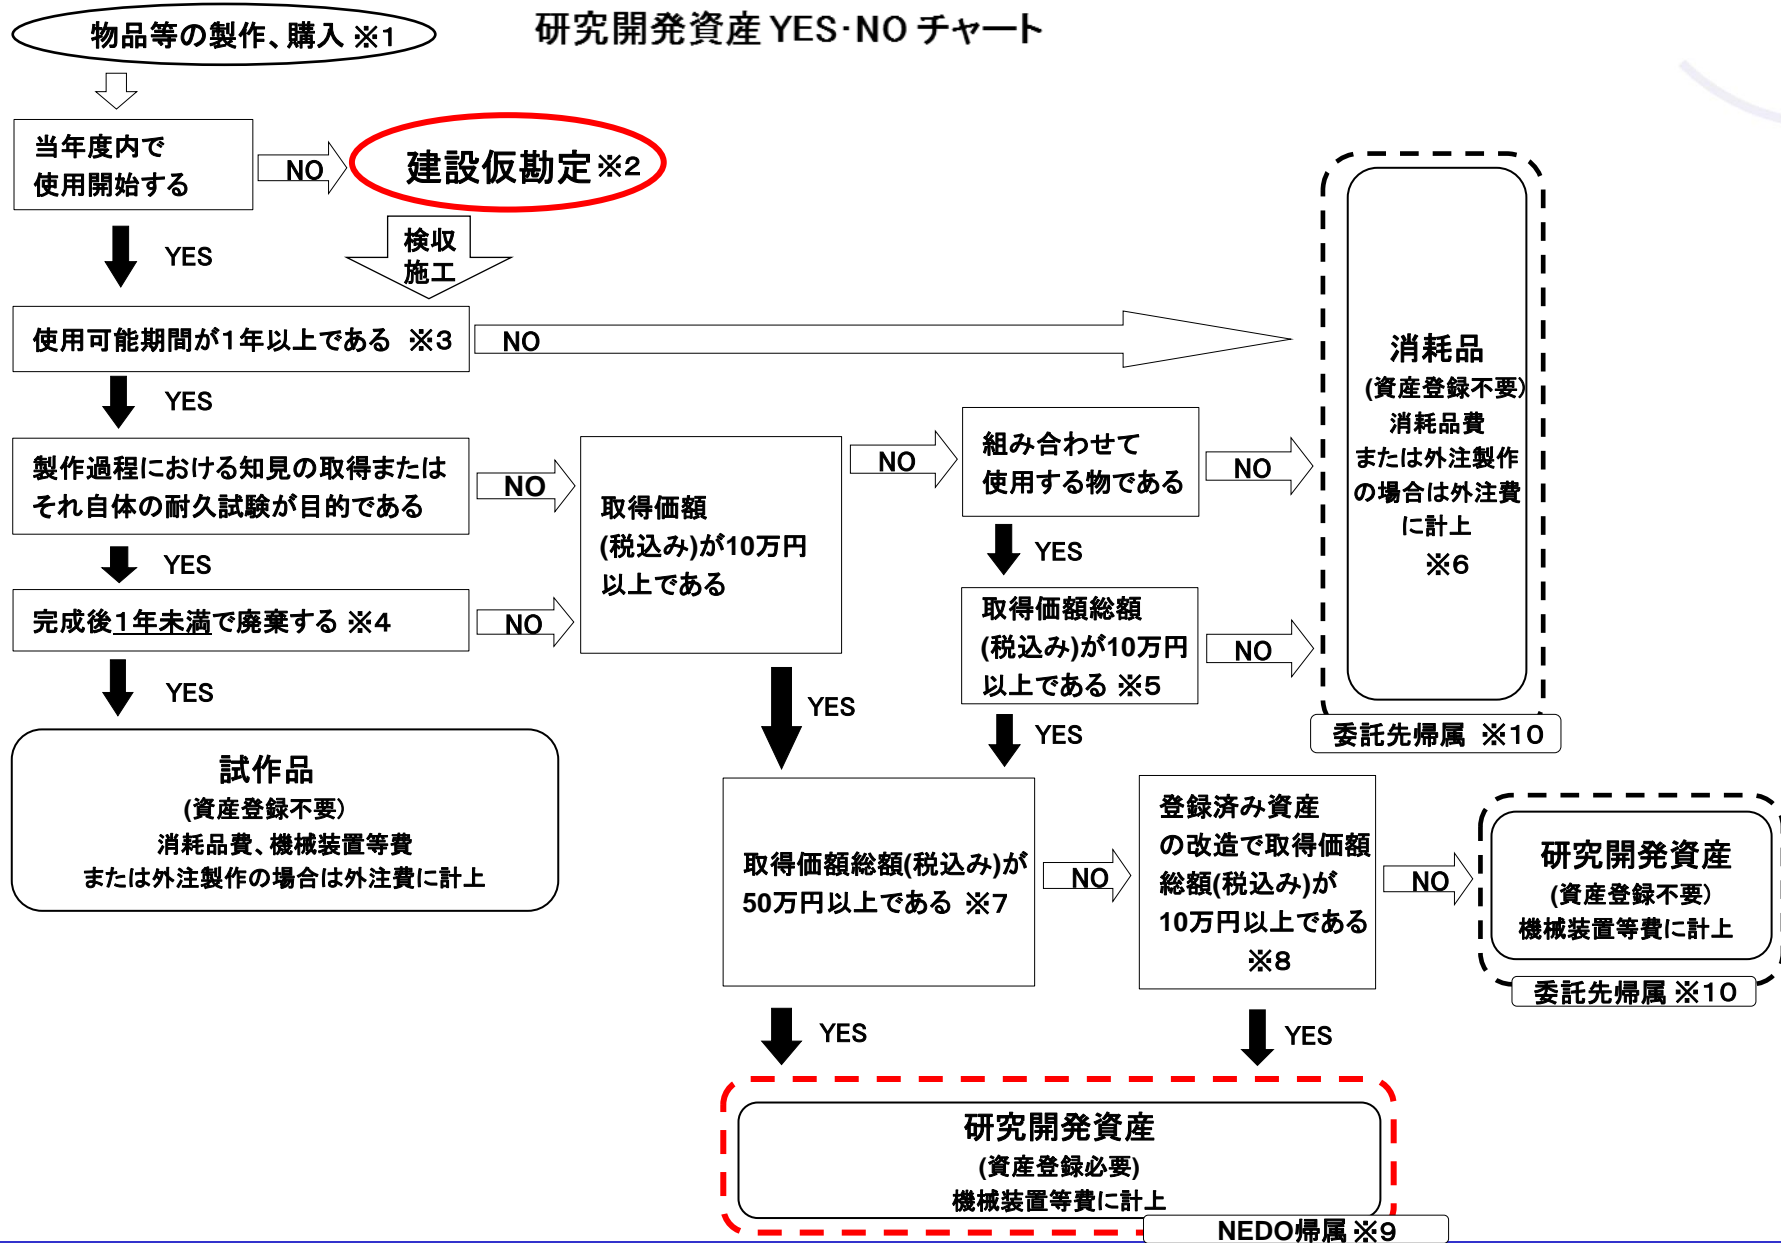 物品等の製作、購入 ※1
研究開発資産 YES･NO チャート
当年度内で
使用開始する
NO
建設仮勘定※2
YES
検収
施工
使用可能期間が１年以上である ※3
NO
YES
製作過程における知見の取得または
それ自体の耐久試験が目的である
NO
YES
完成後１年未満で廃棄する ※4
NO
YES
試作品
(資産登録不要)
消耗品費、機械装置等費
または外注製作の場合は外注費に計上
取得価額
(税込み)が10万円
以上である
NO
YES
組み合わせて
使用する物である
NO
YES
取得価額総額
(税込み)が10万円
以上である ※5
NO
YES
消耗品
(資産登録不要)
消耗品費
または外注製作
の場合は外注費
に計上
※6
委託先帰属 ※10
取得価額総額(税込み)が
50万円以上である ※7
NO
YES
登録済み資産
の改造で取得価額
総額(税込み)が
10万円以上である
※8
NO
YES
研究開発資産
(資産登録不要)
機械装置等費に計上
委託先帰属 ※10
研究開発資産
(資産登録必要)
機械装置等費に計上
NEDO帰属 ※9